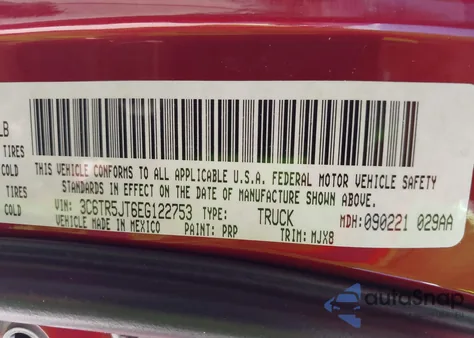 LB
TIRES
COLD
TIRES
COLD
THIS VEHICLE CONFORMS TO ALL APPLICABLE U.S.A. FEDERAL MOTOR VEHICLE SAFETY
STANDARDS IN EFFECT ON THE DATE OF MANUFACTURE SHOWN ABOVE.
VIN: 3C6TR5JT6EG122753 TYPE: TRUCK
VEHICLE MADE IN MEXICO PAINT: PRP TRIM: MJX8 MDH: 090221 029AA
autoSnap